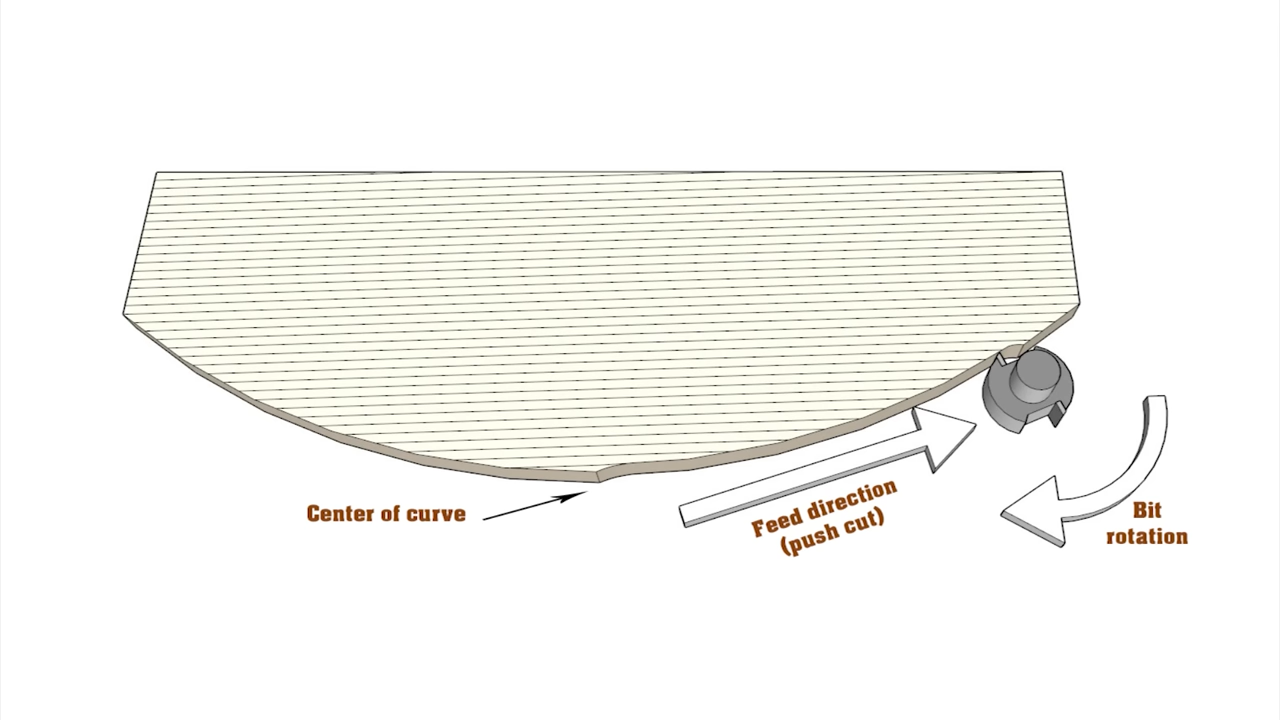 Center of curve
Feed direction
(push cut)
Bit
rotation